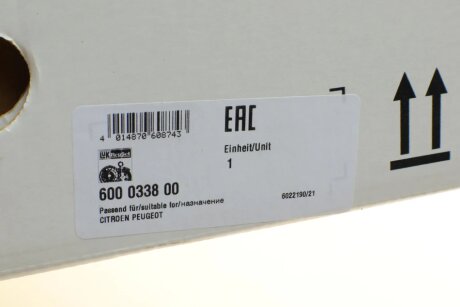 4 014870 608743
EAC
Einheit/Unit
1
600 0338 00
6022190/21
Passend für/suitable for/назначение
CITROEN PEUGEOT